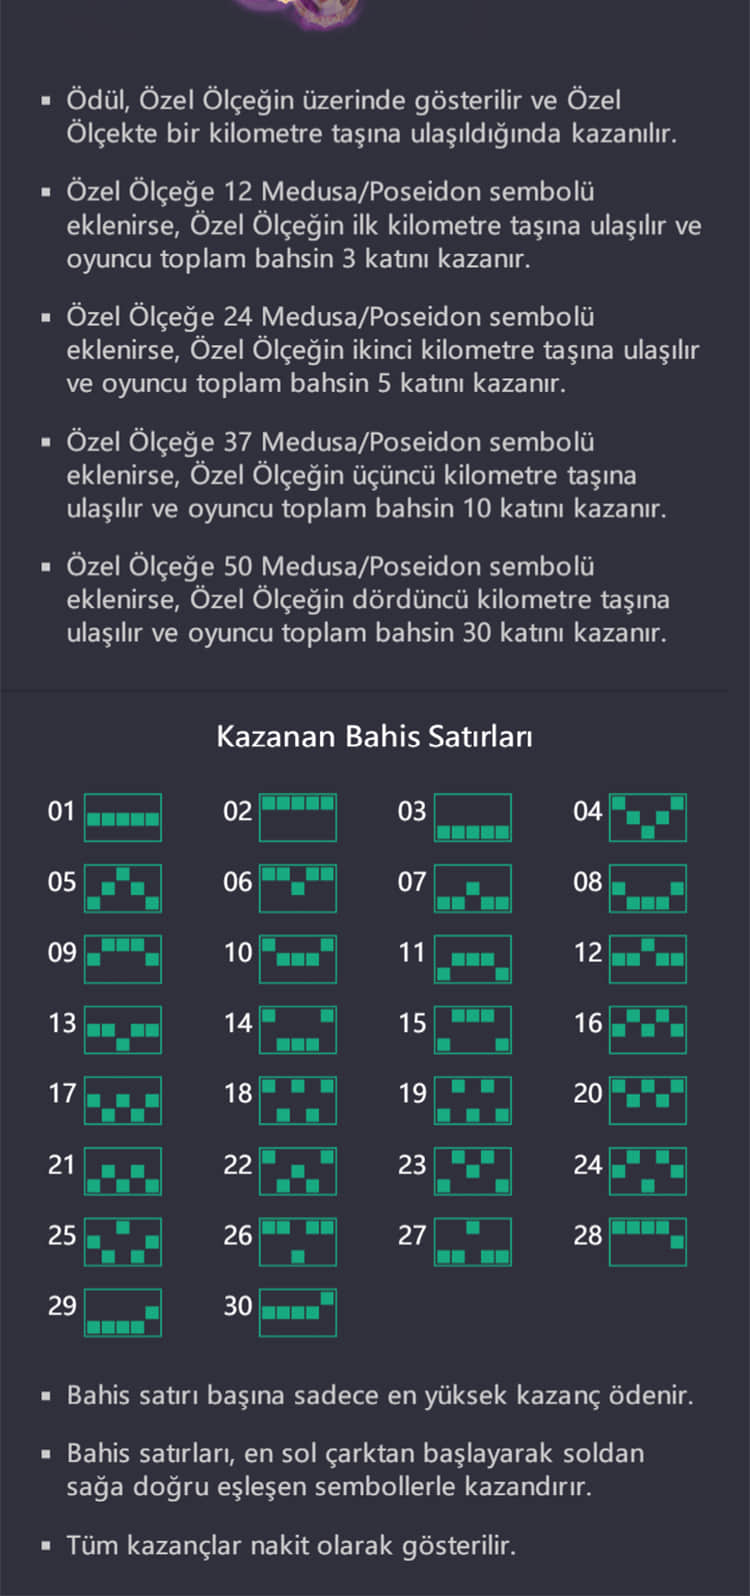 ▪ Ödül, Özel Ölçeğin üzerinde gösterilir ve Özel
Ölçekte bir kilometre taşına ulaşıldığında kazanılır.
▪ Özel Ölçeğe 12 Medusa/Poseidon sembolü
eklenirse, Özel Ölçeğin ilk kilometre taşına ulaşılır ve
oyuncu toplam bahsin 3 katını kazanır.
▪ Özel Ölçeğe 24 Medusa/Poseidon sembolü
eklenirse, Özel Ölçeğin ikinci kilometre taşına ulaşılır
ve oyuncu toplam bahsin 5 katını kazanır.
▪ Özel Ölçeğe 37 Medusa/Poseidon sembolü
eklenirse, Özel Ölçeğin üçüncü kilometre taşına
ulaşılır ve oyuncu toplam bahsin 10 katını kazanır.
▪ Özel Ölçeğe 50 Medusa/Poseidon sembolü
eklenirse, Özel Ölçeğin dördüncü kilometre taşına
ulaşılır ve oyuncu toplam bahsin 30 katını kazanır.
Kazanan Bahis Satırları
01 02 03 04
05 06 07 08
09 10 11 12
13 14 15 16
17 18 19 20
21 22 23 24
25 26 27 28
29 30
▪ Bahis satırı başına sadece en yüksek kazanç ödenir.
▪ Bahis satırları, en sol çarktan başlayarak soldan
sağa doğru eşleşen sembollerle kazandırır.
▪ Tüm kazançlar nakit olarak gösterilir.